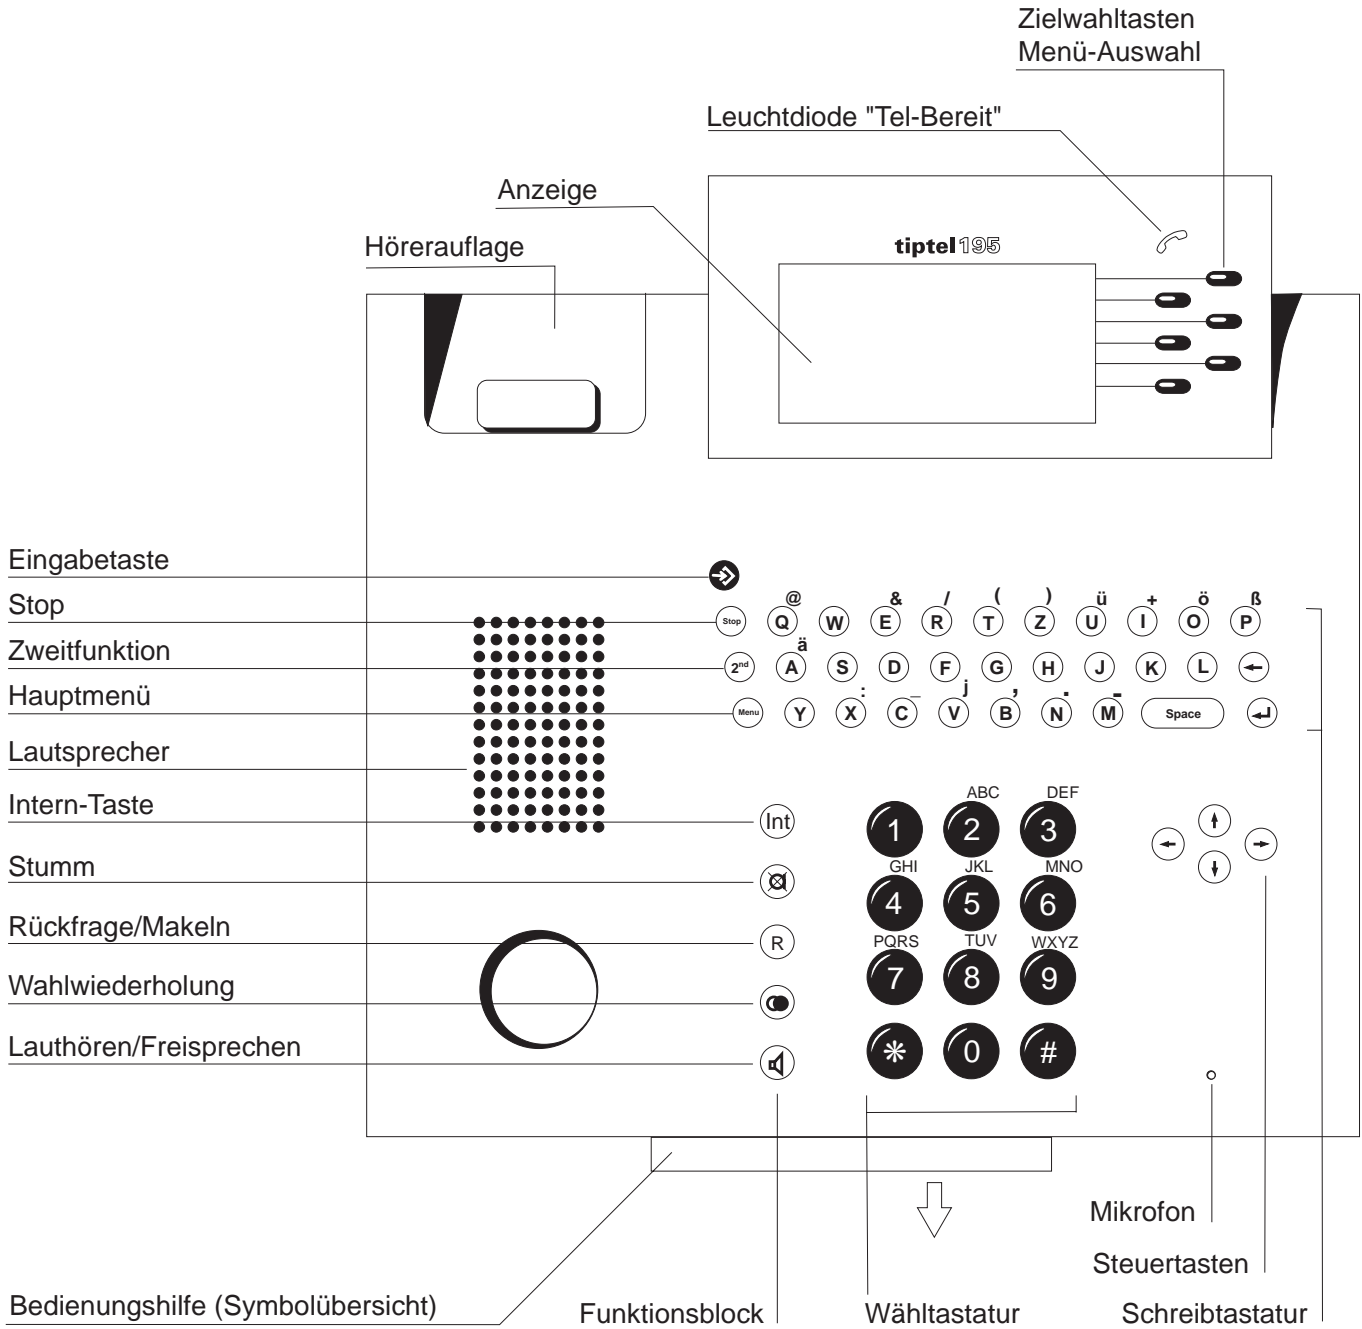 Zielwahltasten
Menü-Auswahl
Leuchtdiode "Tel-Bereit"
Anzeige
Hörerauflage
tiptel 195
Eingabetaste
Stop
Zweitfunktion
Hauptmenü
Lautsprecher
Intern-Taste
Stumm
Rückfrage/Makeln
Wahlwiederholung
Lauthören/Freisprechen
@ & / ( ) ü + ö ß
Stop Q W E R T Z U I O P
ä
2nd A S D F G H J K L
: _ j , . -
Menu Y X C V B N M Space
ABC DEF
Int 1 2 3
GHI JKL MNO
4 5 6
R
PQRS TUV WXYZ
7 8 9
* 0 #
Mikrofon
Steuertasten
Bedienungshilfe (Symbolübersicht)
Funktionsblock
Wähltastatur
Schreibtastatur